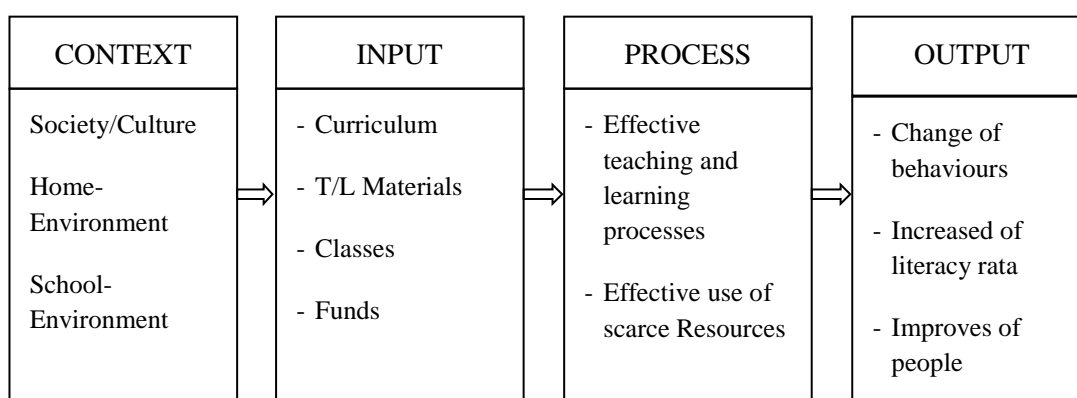 CONTEXT
Society/Culture
Home-
Environment
School-
Environment
INPUT
- Curriculum
- T/L Materials
- Classes
- Funds
PROCESS
- Effective
teaching and
learning
processes
- Effective use of
scarce Resources
OUTPUT
- Change of
behaviours
- Increased of
literacy rata
- Improves of
people